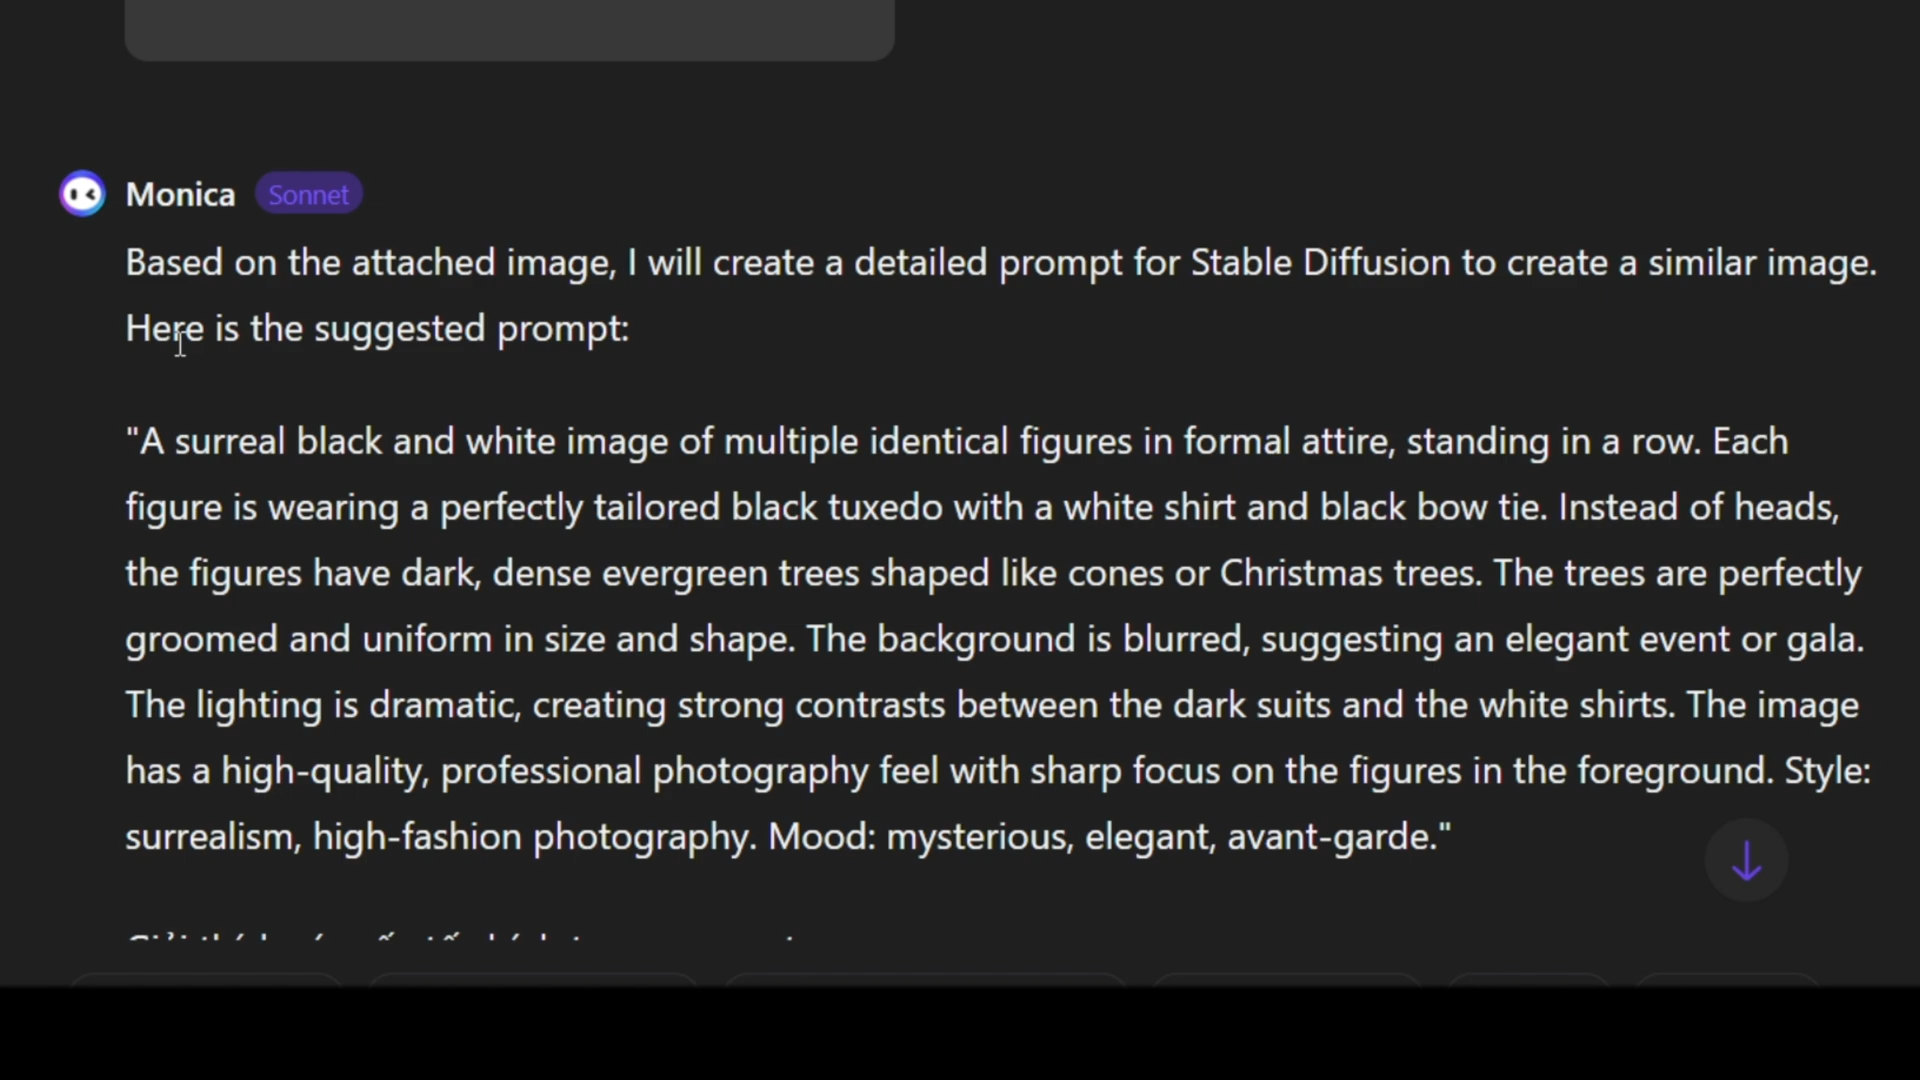 Monica Sonnet
Based on the attached image, I will create a detailed prompt for Stable Diffusion to create a similar image.
Here is the suggested prompt:
"A surreal black and white image of multiple identical figures in formal attire, standing in a row. Each
figure is wearing a perfectly tailored black tuxedo with a white shirt and black bow tie. Instead of heads,
the figures have dark, dense evergreen trees shaped like cones or Christmas trees. The trees are perfectly
groomed and uniform in size and shape. The background is blurred, suggesting an elegant event or gala.
The lighting is dramatic, creating strong contrasts between the dark suits and the white shirts. The image
has a high-quality, professional photography feel with sharp focus on the figures in the foreground. Style:
surrealism, high-fashion photography. Mood: mysterious, elegant, avant-garde."